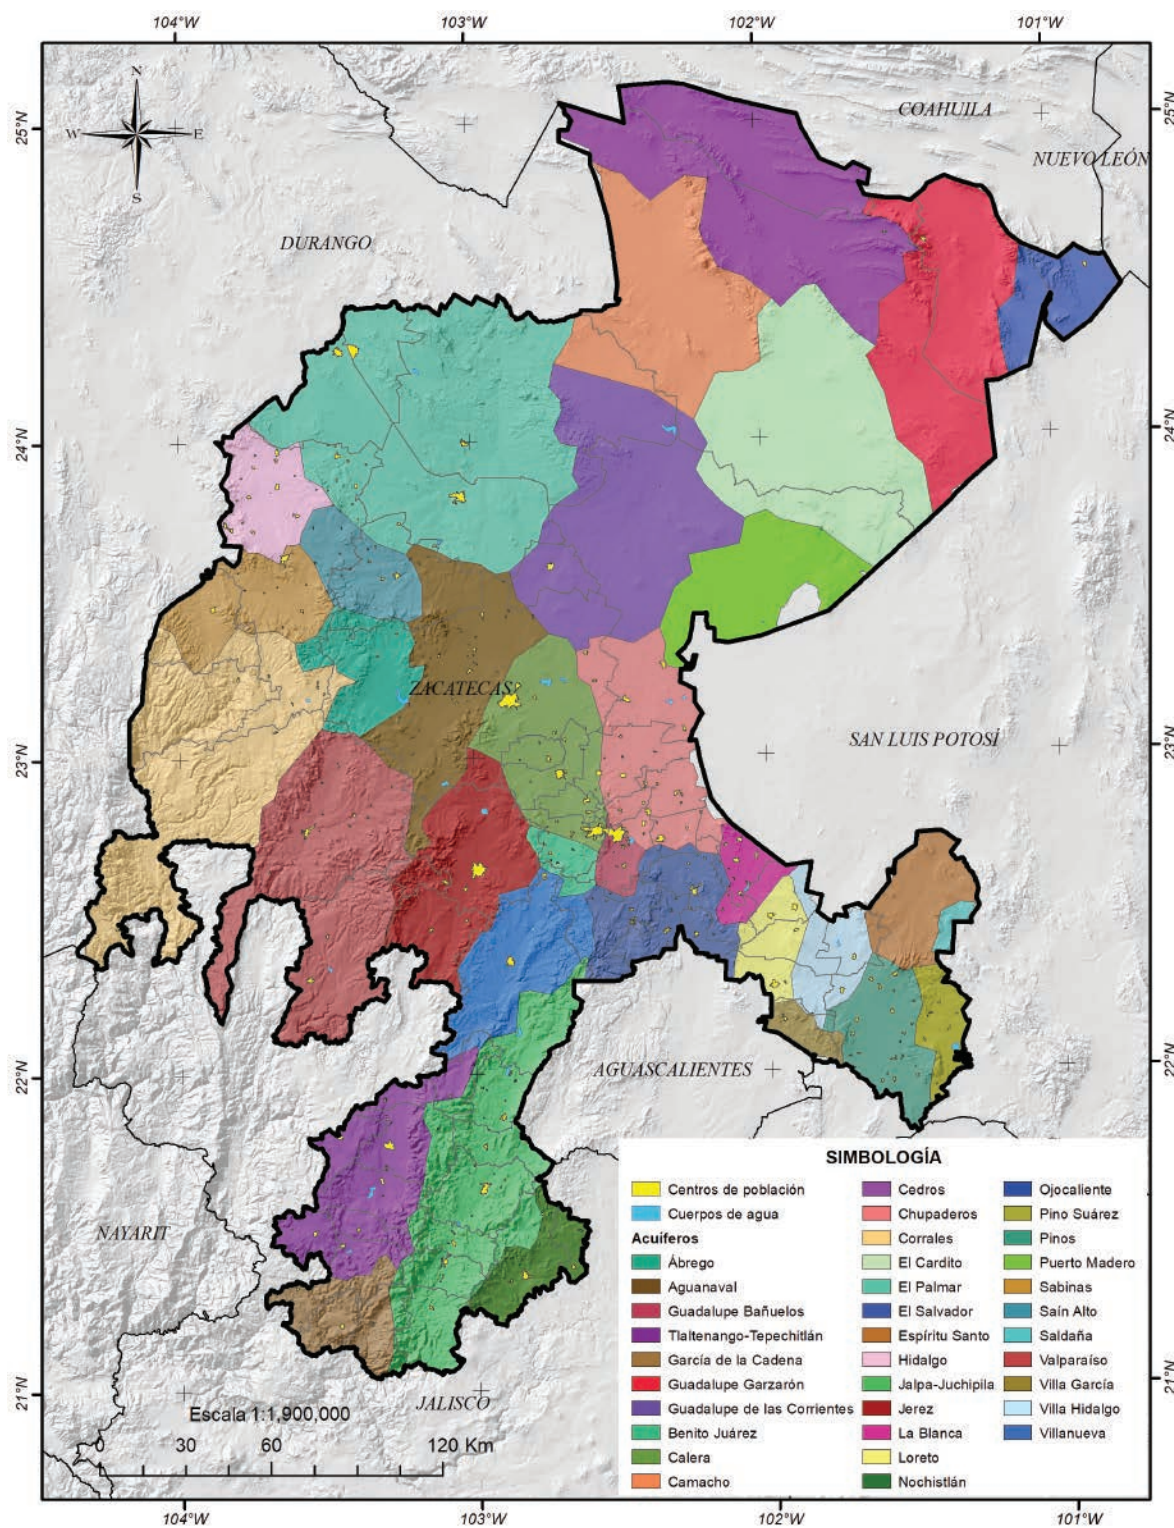 104°W 103°W 102°W 101°W
25°N 25°N
24°N 24°N
23°N 23°N
22°N 22°N
21°N 21°N
N
W E
S
COAHUILA
NUEVO LEÓN
DURANGO
ZACATECAS
SAN LUIS POTOSÍ
AGUASCALIENTES
NAYARIT
JALISCO
Escala 1:1,900,000
0 30 60 120 Km
SIMBOLOGÍA
Centros de población
Cuerpos de agua
Acuíferos
Ábrego
Aguanaval
Guadalupe Bañuelos
Tlaltenango-Tepechitlán
García de la Cadena
Guadalupe Garzarón
Guadalupe de las Corrientes
Benito Juárez
Calera
Camacho
Cedros
Chupaderos
Corrales
El Cardito
El Palmar
El Salvador
Espíritu Santo
Hidalgo
Jalpa-Juchipila
Jerez
La Blanca
Loreto
Nochistlán
Ojocaliente
Pino Suárez
Pinos
Puerto Madero
Sabinas
Saín Alto
Saldaña
Valparaíso
Villa García
Villa Hidalgo
Villanueva
104°W 103°W 102°W 101°W